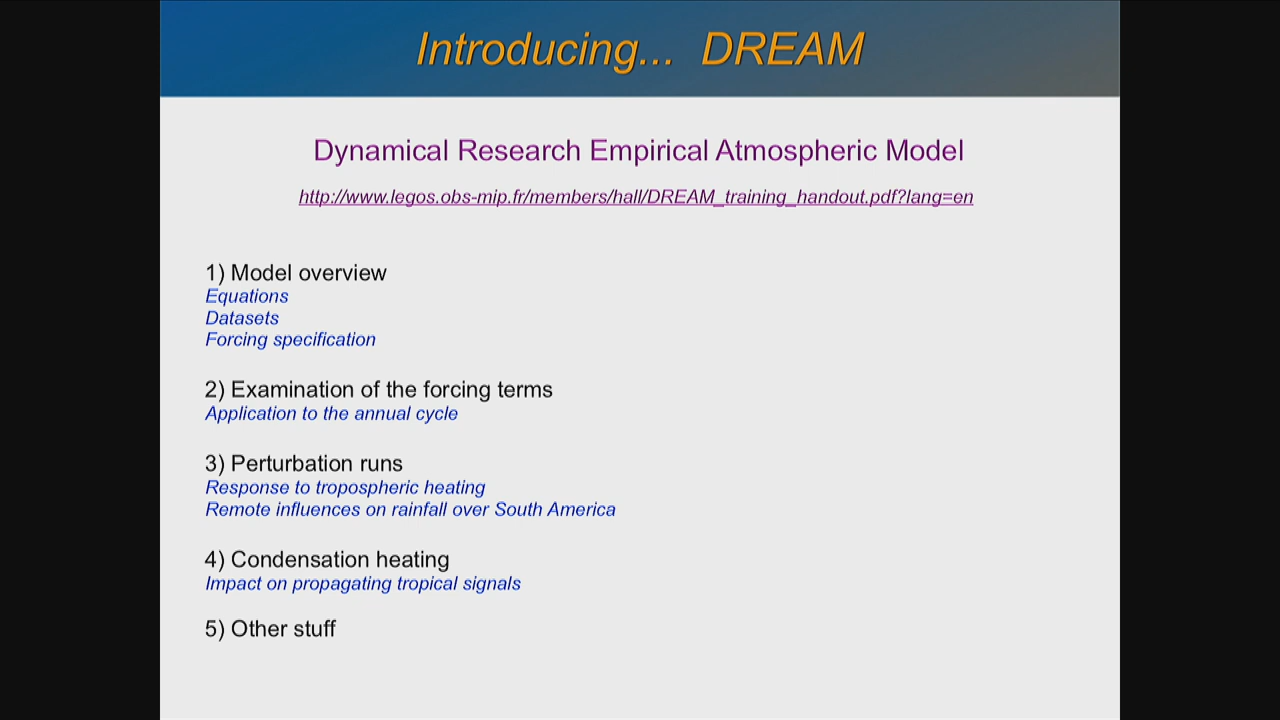 Introducing... DREAM
Dynamical Research Empirical Atmospheric Model
http://www.legos.obs-mip.fr/members/hall/DREAM_training_handout.pdf?lang=en
1) Model overview
Equations
Datasets
Forcing specification
2) Examination of the forcing terms
Application to the annual cycle
3) Perturbation runs
Response to tropospheric heating
Remote influences on rainfall over South America
4) Condensation heating
Impact on propagating tropical signals
5) Other stuff